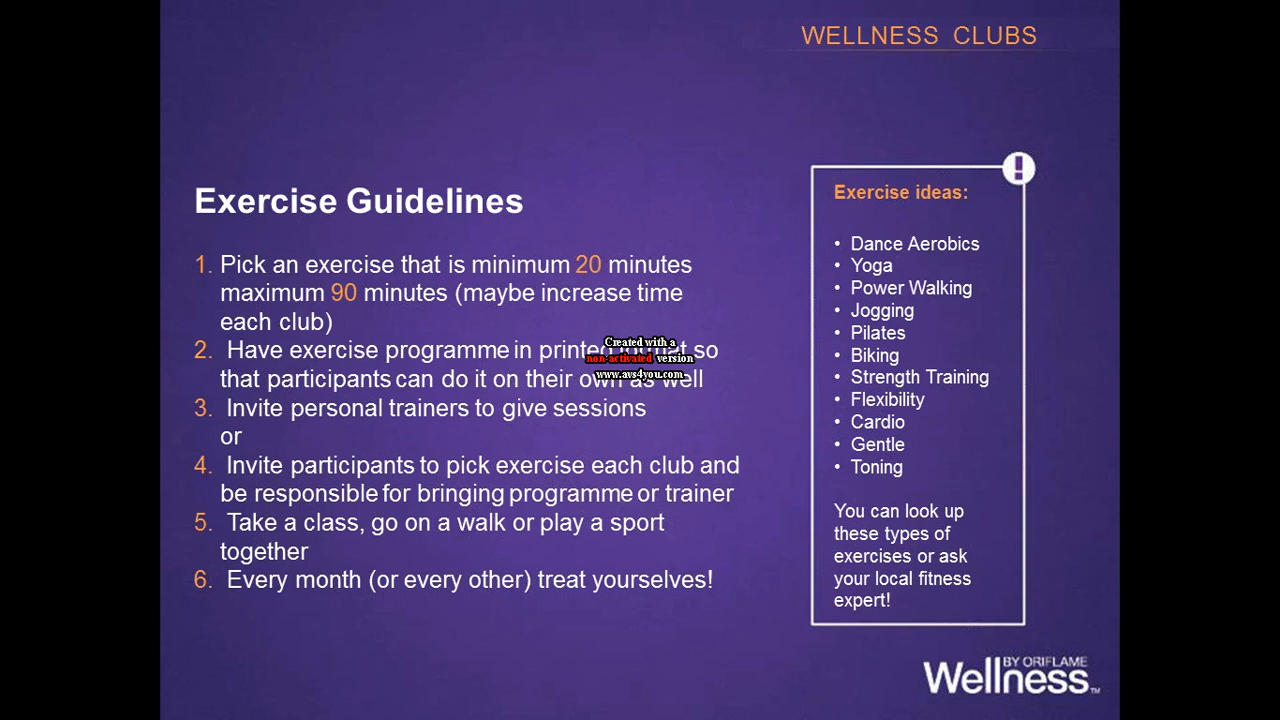 WELLNESS CLUBS
Exercise Guidelines
1. Pick an exercise that is minimum 20 minutes
maximum 90 minutes (maybe increase time
each club)
2. Have exercise programme in printed format so
that participants can do it on their own as well
3. Invite personal trainers to give sessions
or
4. Invite participants to pick exercise each club and
be responsible for bringing programme or trainer
5. Take a class, go on a walk or play a sport
together
6. Every month (or every other) treat yourselves!
Created with a
non-activated version
www.avs4you.com
!
Exercise ideas:
• Dance Aerobics
• Yoga
• Power Walking
• Jogging
• Pilates
• Biking
• Strength Training
• Flexibility
• Cardio
• Gentle
• Toning
You can look up
these types of
exercises or ask
your local fitness
expert!
BY ORIFLAME
Wellness™